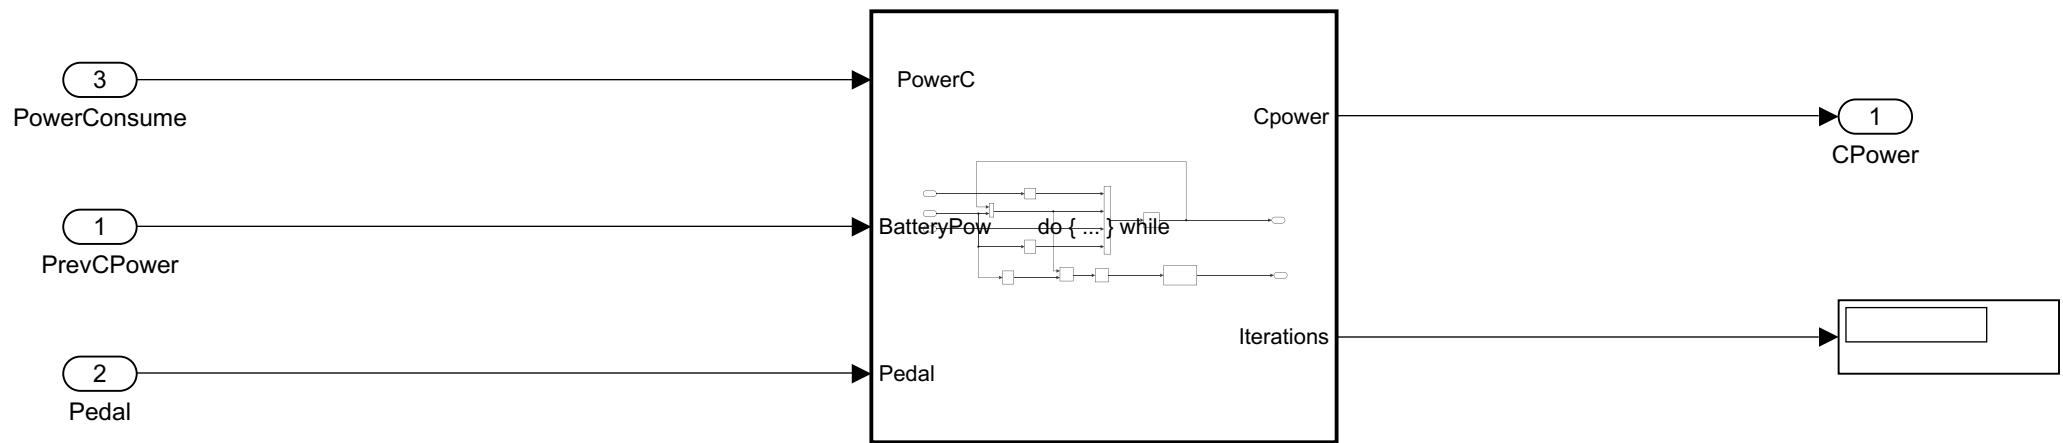 3
PowerConsume
PowerC
Cpower
1
CPower
1
PrevCPower
BatteryPow
do { ... } while
Iterations
2
Pedal
Pedal